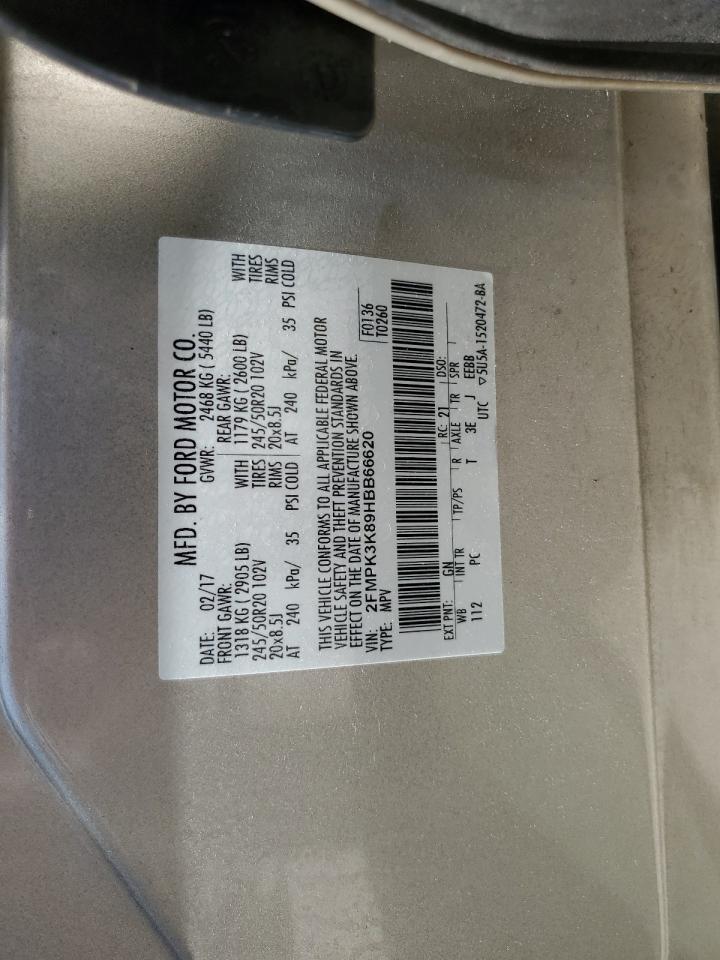 MFD. BY FORD MOTOR CO.
DATE: 02/17 GVWR: 2468 KG ( 5440 LB)
FRONT GAWR: REAR GAWR:
1318 KG ( 2905 LB) WITH 1179 KG ( 2600 LB) WITH
245/50R20 102V TIRES 245/50R20 102V TIRES
20x8.5J RIMS 20x8.5J RIMS
AT 240 kPa/ 35 PSI COLD AT 240 kPa/ 35 PSI COLD
THIS VEHICLE CONFORMS TO ALL APPLICABLE FEDERAL MOTOR
VEHICLE SAFETY AND THEFT PREVENTION STANDARDS IN
EFFECT ON THE DATE OF MANUFACTURE SHOWN ABOVE.
VIN: 2FMPK3K89HBB66620 F0136
TYPE: MPV T0260
EXT PNT: GN RC: 21 DSO:
WB INT TR TP/PS R AXLE TR SPR
112 PC T 3E J EEBB
UTC ▽5U5A-1520472-BA